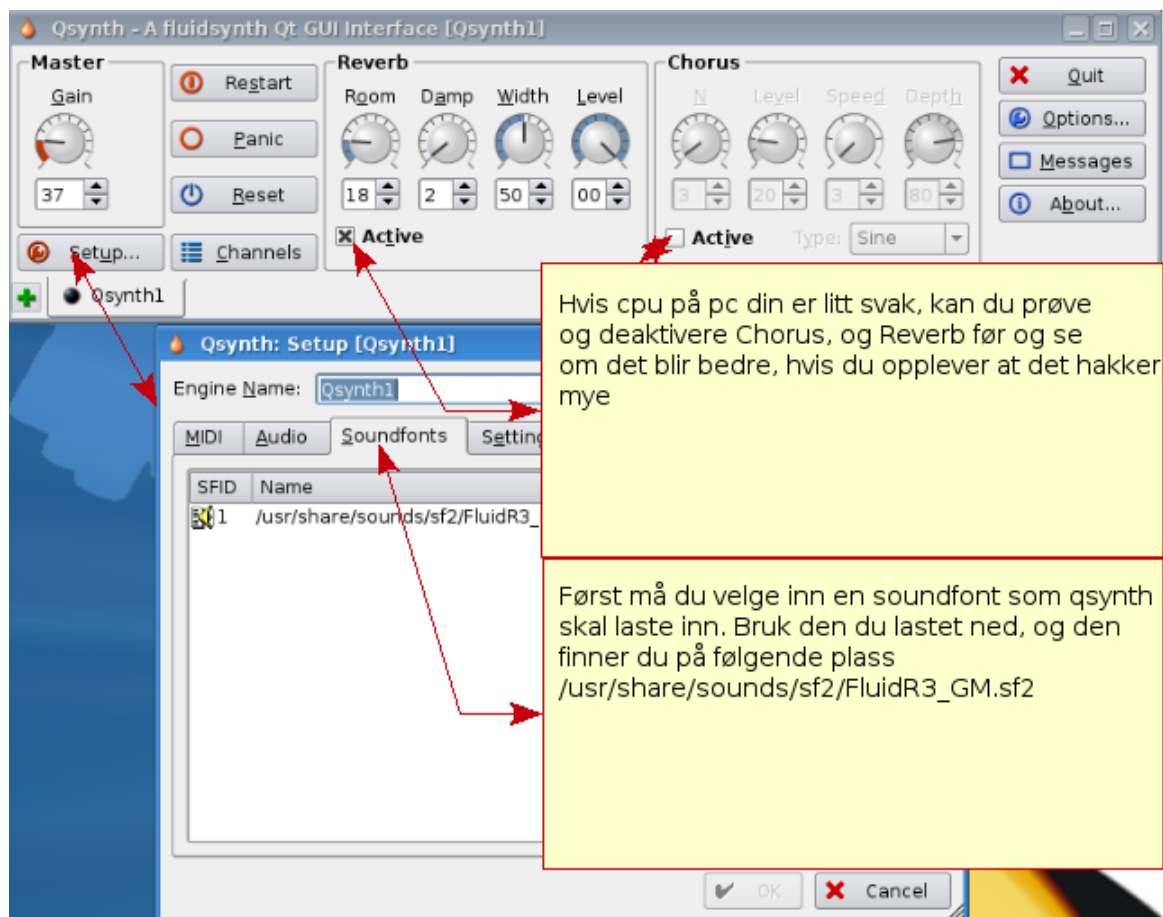 Qsynth - A fluidsynth Qt GUI Interface [Qsynth1]
Master
Gain
37
Restart
Panic
Reset
Setup...
Channels
Reverb
Room Damp Width Level
18 2 50 00
Active
Chorus
N Level Speed Depth
3 20 3 80
Active Type: Sine
Quit
Options...
Messages
About...
Qsynth1
Qsynth: Setup [Qsynth1]
Engine Name: Qsynth1
MIDI Audio Soundfonts Setting
SFID Name
1 /usr/share/sounds/sf2/FluidR3_
Hvis cpu på pc din er litt svak, kan du prøve
og deaktivere Chorus, og Reverb før og se
om det blir bedre, hvis du opplever at det hakker
mye
Først må du velge inn en soundfont som qsynth
skal laste inn. Bruk den du lastet ned, og den
finner du på følgende plass
/usr/share/sounds/sf2/FluidR3_GM.sf2
OK Cancel